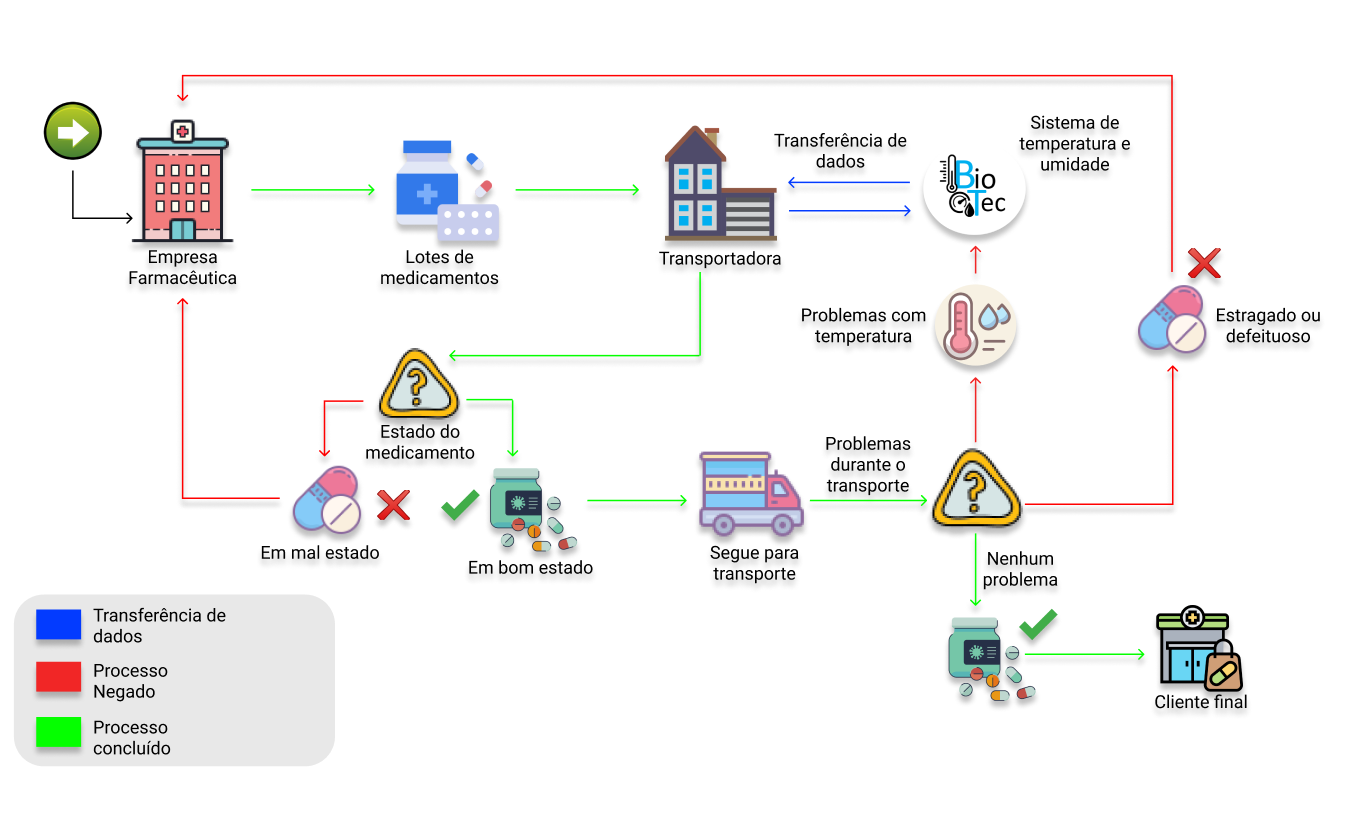 Transferência de
dados
Sistema de
temperatura e
umidade
Bio
Tec
Empresa
Farmacêutica
Lotes de
medicamentos
Transportadora
Problemas com
temperatura
Estragado ou
defeituoso
Estado do
medicamento
Problemas
durante o
transporte
Em mal estado
Em bom estado
Segue para
transporte
Nenhum
problema
Cliente final
Transferência de
dados
Processo
Negado
Processo
concluído